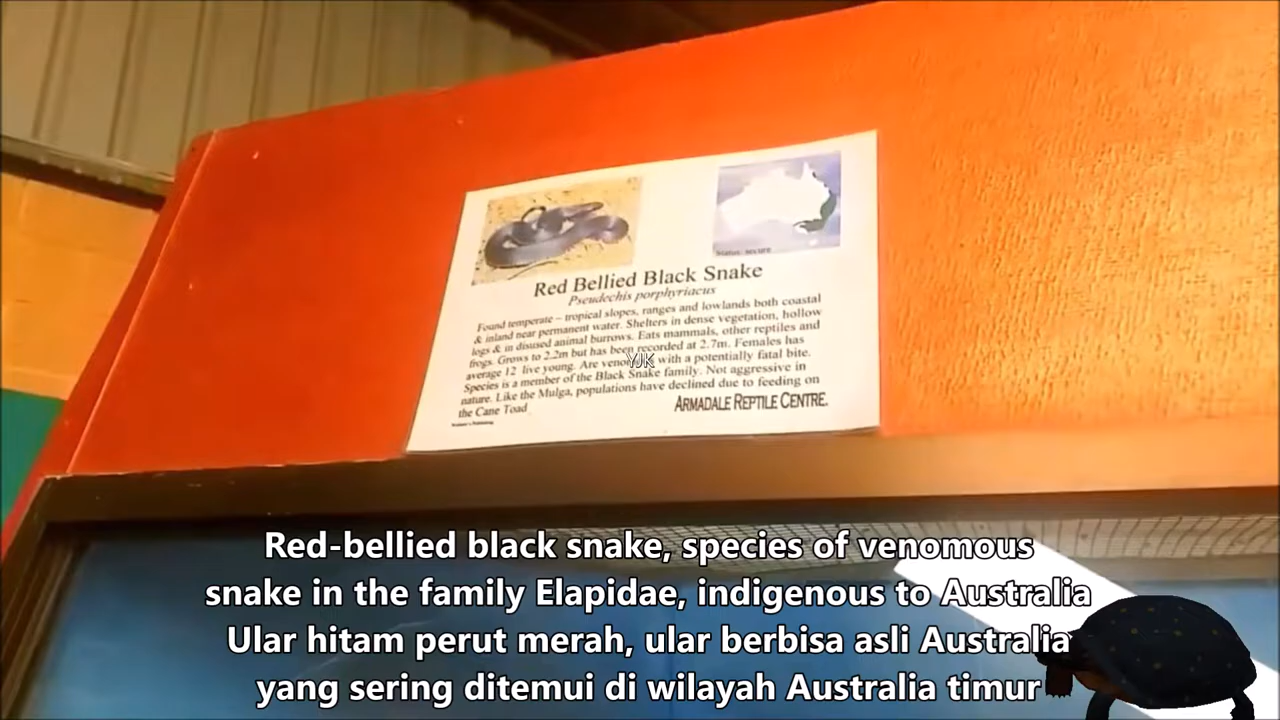 Status: secure
Red Bellied Black Snake
Pseudechis porphyriacus
Found temperate – tropical slopes, ranges and lowlands both coastal
& inland near permanent water. Shelters in dense vegetation, hollow
logs & in disused animal burrows. Eats mammals, other reptiles and
frogs. Grows to 2.2m but has been recorded at 2.7m. Females has
average 12 live young. Are with a potentially fatal bite.
YJK
Species is a member of the Black Snake family. Not aggressive in
nature. Like the Mulga, populations have declined due to feeding on
the Cane Toad
ARMADALE REPTILE CENTRE.
Red-bellied black snake, species of venomous
snake in the family Elapidae, indigenous to Australia
Ular hitam perut merah, ular berbisa asli Australia
yang sering ditemui di wilayah Australia timur